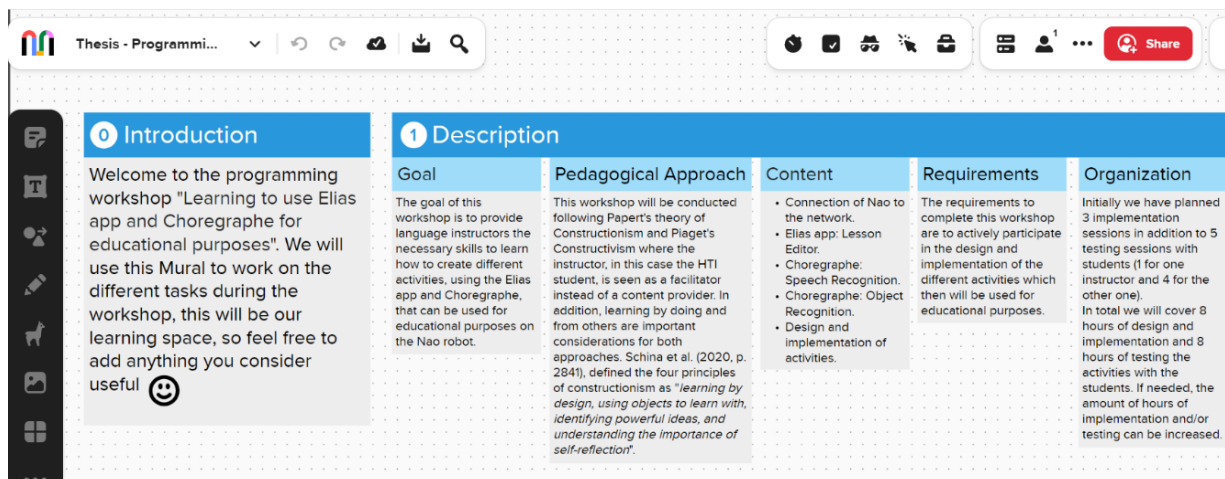 Thesis - Programmi...
1
Share
0 Introduction
Welcome to the programming
workshop "Learning to use Elias
app and Choregraphe for
educational purposes". We will
use this Mural to work on the
different tasks during the
workshop, this will be our
learning space, so feel free to
add anything you consider
useful
1 Description
Goal
The goal of this
workshop is to provide
language instructors the
necessary skills to learn
how to create different
activities, using the Elias
app and Choregraphe,
that can be used for
educational purposes on
the Nao robot.
Pedagogical Approach
This workshop will be conducted
following Papert's theory of
Constructionism and Piaget's
Constructivism where the
instructor, in this case the HTI
student, is seen as a facilitator
instead of a content provider. In
addition, learning by doing and
from others are important
considerations for both
approaches. Schina et al. (2020, p.
2841), defined the four principles
of constructionism as "learning by
design, using objects to learn with,
identifying powerful ideas, and
understanding the importance of
self-reflection".
Content
• Connection of Nao to
the network.
• Elias app: Lesson
Editor.
• Choregraphe:
Speech Recognition.
• Choregraphe: Object
Recognition.
• Design and
implementation of
activities.
Requirements
The requirements to
complete this workshop
are to actively participate
in the design and
implementation of the
different activities which
then will be used for
educational purposes.
Organization
Initially we have planned
3 implementation
sessions in addition to 5
testing sessions with
students (1 for one
instructor and 4 for the
other one).
In total we will cover 8
hours of design and
implementation and 8
hours of testing the
activities with the
students. If needed, the
amount of hours of
implementation and/or
testing can be increased.